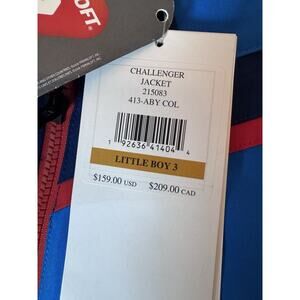 OFT
CHALLENGER
JACKET
215083
413-ABY COL
1 92636 41404 4
LITTLE BOY 3
$159.00 USD $209.00 CAD